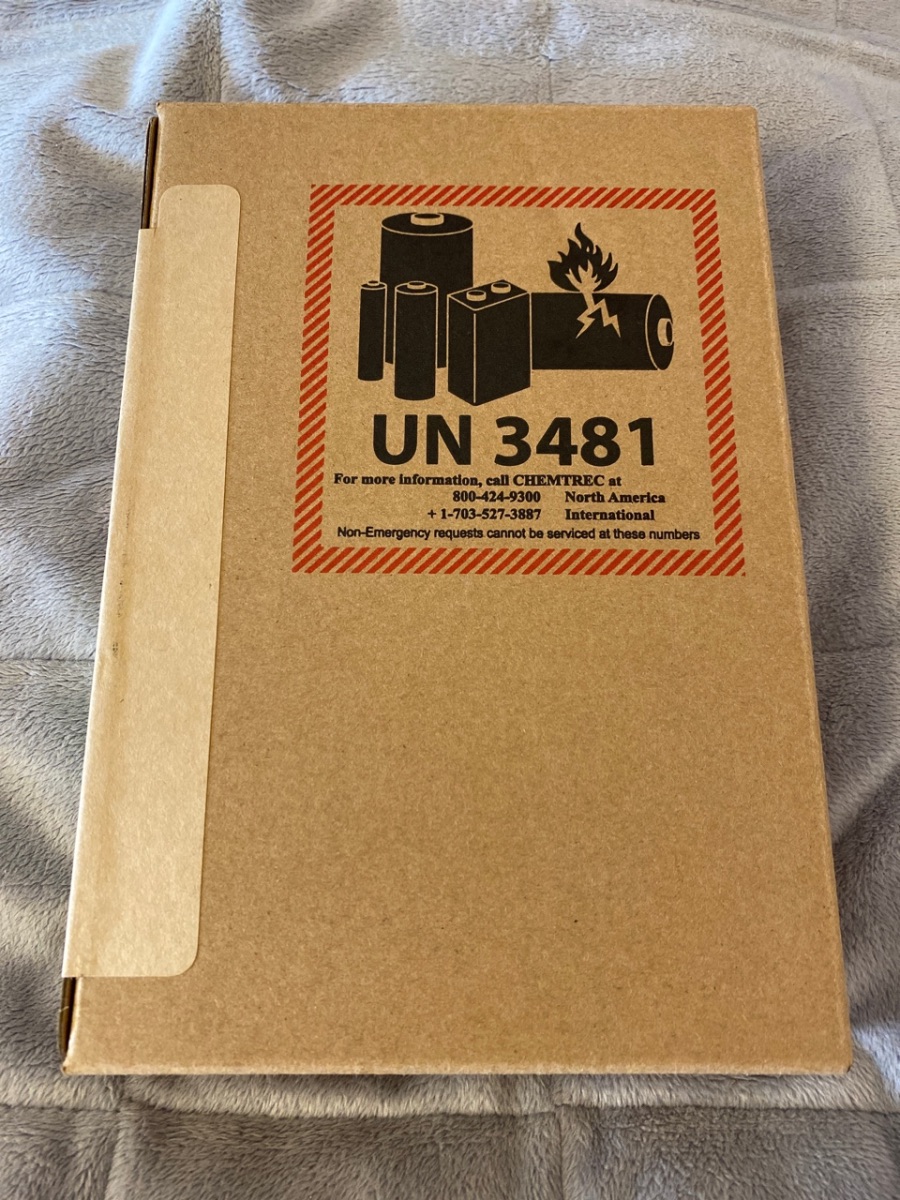 UN 3481
For more information, call CHEMTREC at
800-424-9300 North America
+ 1-703-527-3887 International
Non-Emergency requests cannot be serviced at these numbers